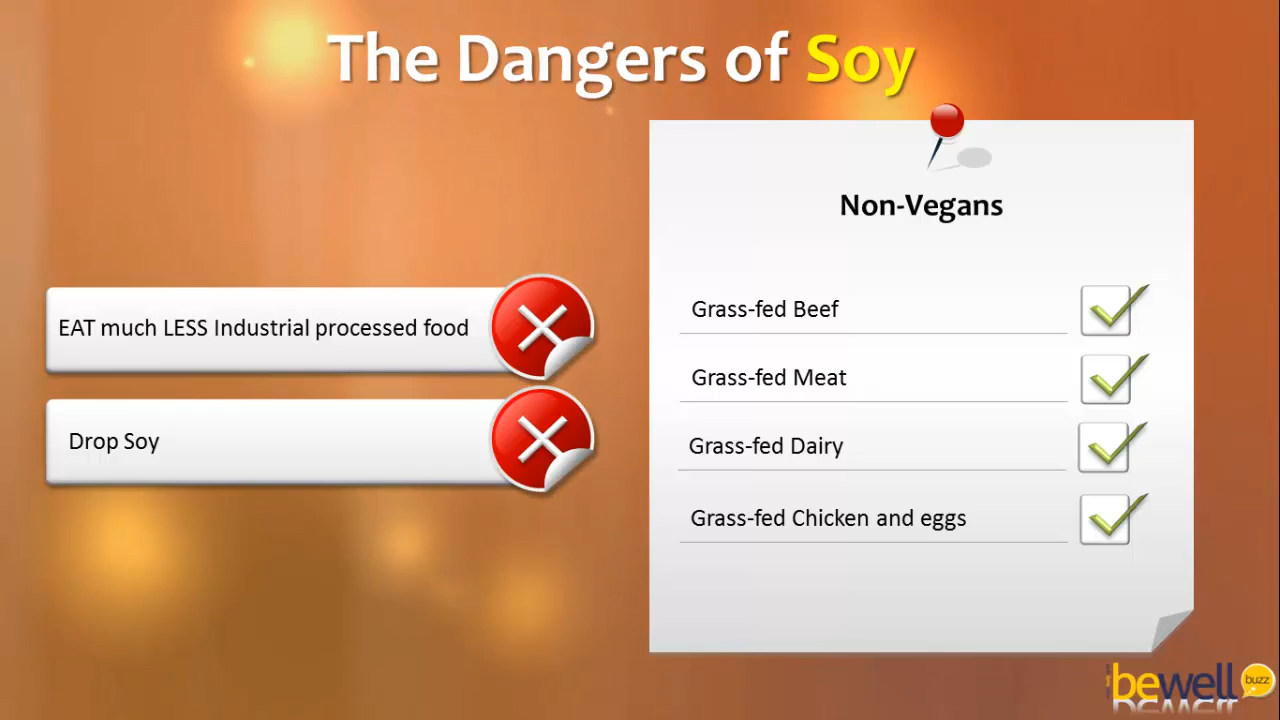 The Dangers of Soy
EAT much LESS Industrial processed food
Drop Soy
Non-Vegans
Grass-fed Beef
Grass-fed Meat
Grass-fed Dairy
Grass-fed Chicken and eggs
bewell buzz